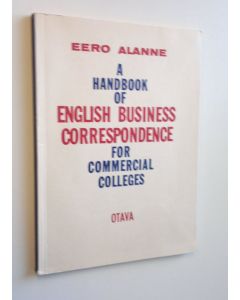 EERO ALANNE
A
HANDBOOK
OF
ENGLISH BUSINESS
CORRESPONDENCE
FOR
COMMERCIAL
COLLEGES
OTAVA